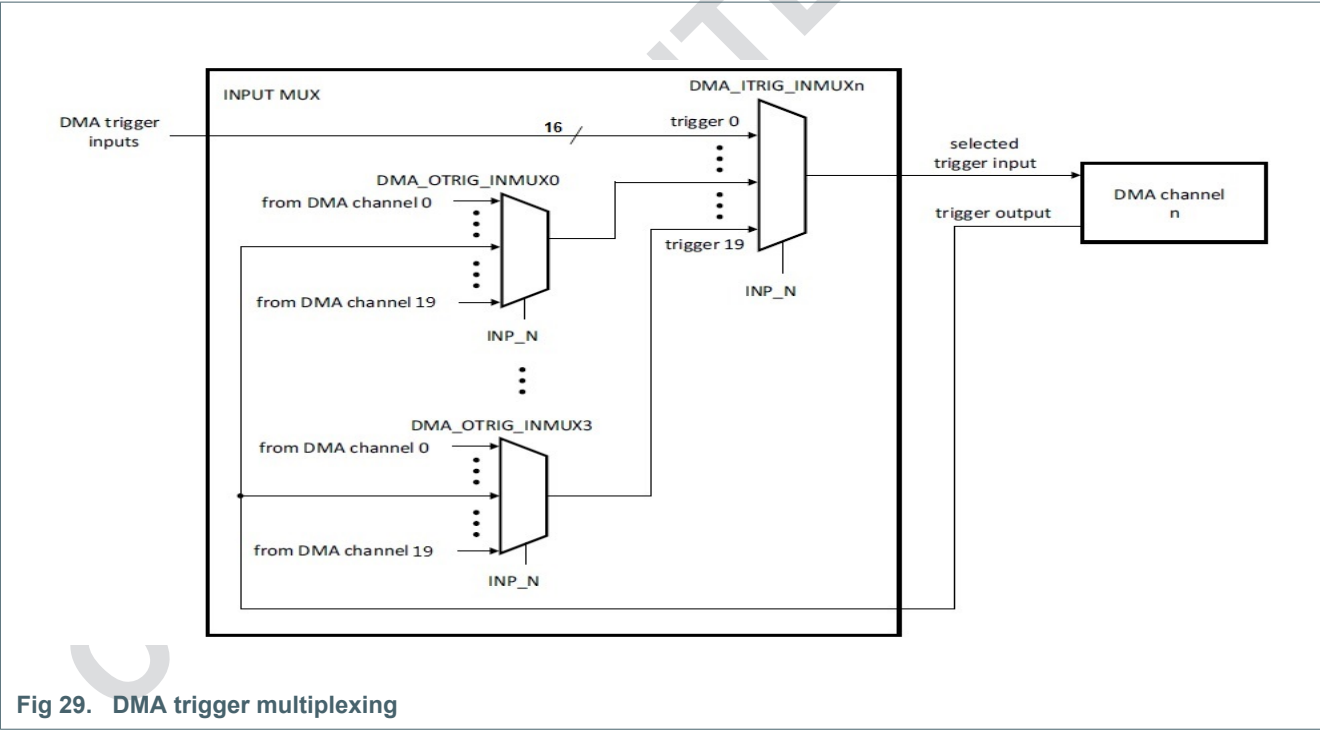 INPUT MUX
DMA_ITRIG_INMUXn
DMA trigger
inputs
16
trigger 0
selected
trigger input
DMA_OTRIG_INMUX0
from DMA channel 0
DMA channel
n
trigger output
trigger 19
from DMA channel 19
INP_N
INP_N
DMA_OTRIG_INMUX3
from DMA channel 0
from DMA channel 19
INP_N
Fig 29. DMA trigger multiplexing